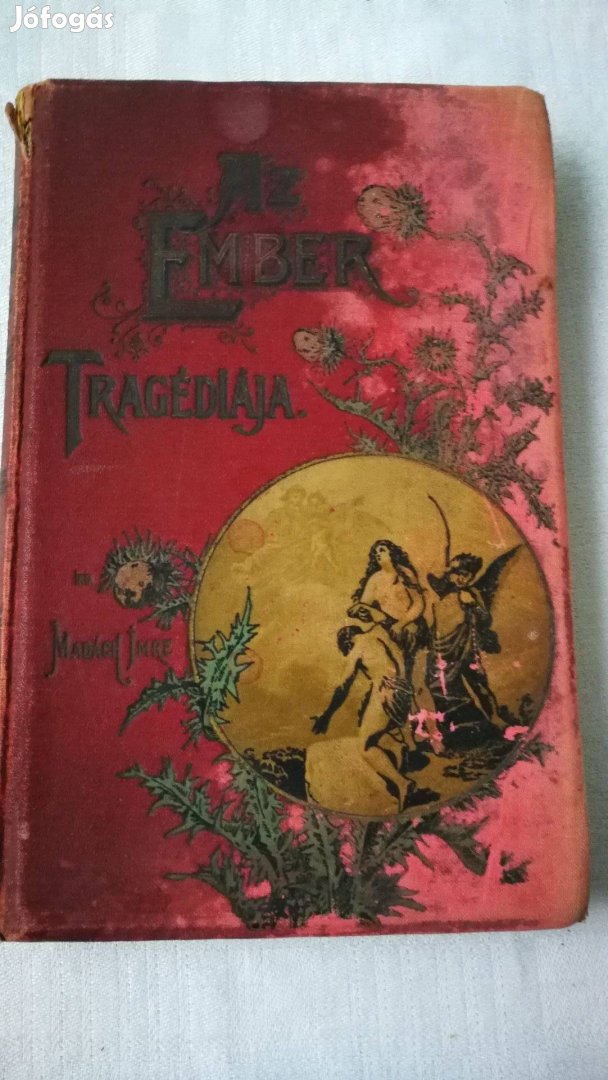 Jófogás
AZ
EMBER
TRAGÉDIÁJA.
IRTA
MADÁCH IMRE